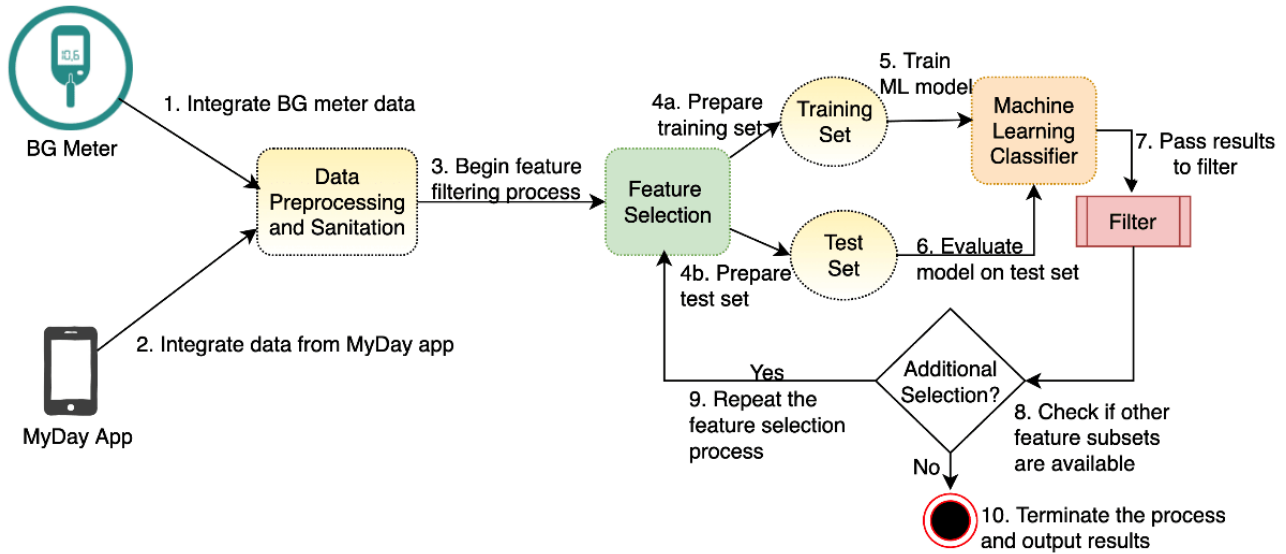 10,6
BG Meter
1. Integrate BG meter data
2. Integrate data from MyDay app
MyDay App
Data
Preprocessing
and Sanitation
3. Begin feature
filtering process
Feature
Selection
4a. Prepare
training set
Training
Set
4b. Prepare
test set
Test
Set
5. Train
ML model
Machine
Learning
Classifier
6. Evaluate
model on test set
7. Pass results
to filter
Filter
8. Check if other
feature subsets
are available
Additional
Selection?
Yes
9. Repeat the
feature selection
process
No
10. Terminate the process
and output results